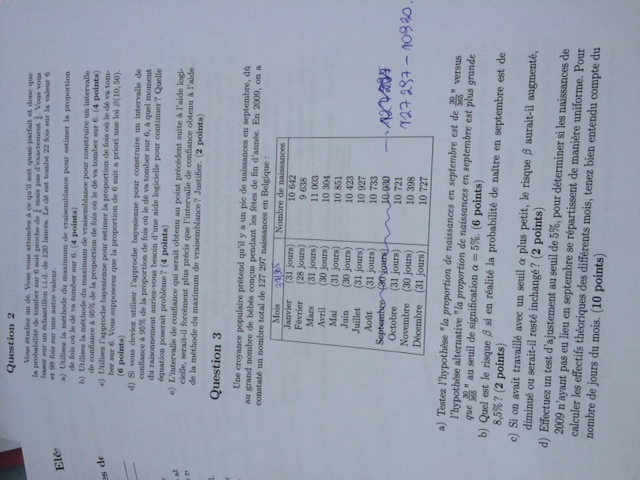 Question 2
Vous étudiez un dé. Vous vous attendez à ce qu'il soit quasi-parfait et donc que
la probabilité de tomber sur 6 soit proche de 1/6 mais pas d'exactement 1/6. Vous vous
basez sur un échantillon i.i.d. de 120 lancés. Le dé est tombé 22 fois sur la valeur 6
et 98 fois sur une autre valeur.
a) Utilisez la méthode du maximum de vraisemblance pour estimer la proportion
de fois où le dé va tomber sur 6. (4 points)
b) Utilisez la méthode du maximum de vraisemblance pour construire un intervalle
de confiance à 95% de la proportion de fois où le dé va tomber sur 6. (4 points)
c) Utilisez l'approche bayesienne pour estimer la proportion de fois où le dé va tom-
ber sur 6. Vous supposerez que la proportion de 6 suit a priori une loi β(10, 50).
(6 points)
d) Si vous deviez utiliser l'approche bayesienne pour construire un intervalle de
confiance à 95% de la proportion de fois où le dé va tomber sur 6, à quel moment
du raisonnement auriez-vous besoin d'une aide logicielle pour continuer ? Quelle
équation poserait problème ? (4 points)
e) L'intervalle de confiance qui serait obtenu au point précédent suite à l'aide logi-
cielle, serait-il forcément plus précis que l'intervalle de confiance obtenu à l'aide
de la méthode du maximum de vraisemblance ? Justifier. (2 points)
Question 3
Une croyance populaire prétend qu'il y a un pic de naissances en septembre, dû
au grand nombre de bébés conçus pendant les fêtes de fin d'année. En 2009, on a
constaté un nombre total de 127 297 naissances en Belgique :
Mois 31/365 Nombre de naissances
Janvier (31 jours) 10 642
Février (28 jours) 9 638
Mars (31 jours) 11 003
Avril (30 jours) 10 304
Mai (31 jours) 10 851
Juin (30 jours) 10 423
Juillet (31 jours) 10 927
Août (31 jours) 10 733
Septembre (30 jours) 10 930
Octobre (31 jours) 10 721
Novembre (30 jours) 10 398
Décembre (31 jours) 10 727
127 297 - 10930.
a) Testez l'hypothèse "la proportion de naissances en septembre est de 30/365" versus
l'hypothèse alternative "la proportion de naissances en septembre est plus grande
que 30/365" au seuil de signification α = 5%. (6 points)
b) Quel est le risque β si en réalité la probabilité de naître en septembre est de
8,5% ? (2 points)
c) Si on avait travaillé avec un seuil α plus petit, le risque β aurait-il augmenté,
diminué ou serait-il resté inchangé ? (2 points)
d) Effectuez un test d'ajustement au seuil de 5%, pour déterminer si les naissances de
2009 n'ayant pas eu lieu en septembre se répartissent de manière uniforme. Pour
calculer les effectifs théoriques des différents mois, tenez bien entendu compte du
nombre de jours du mois. (10 points)